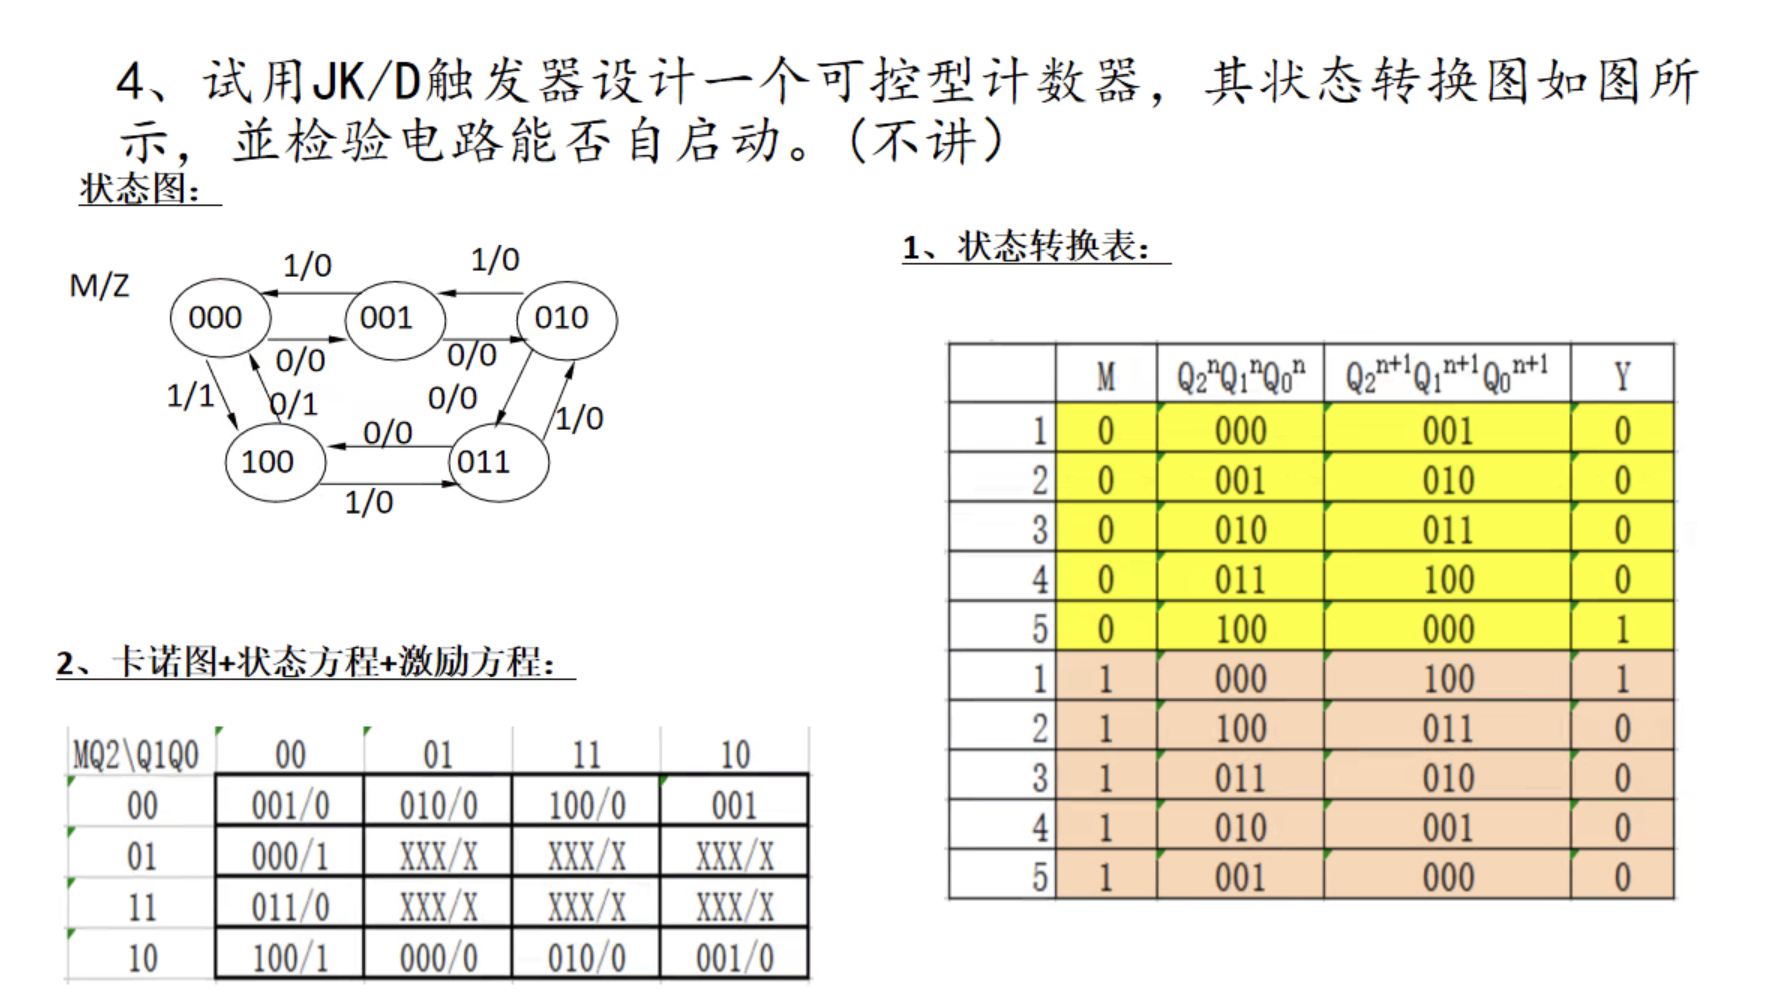 4、试用JK/D触发器设计一个可控型计数器，其状态转换图如图所
示，並检验电路能否自启动。(不讲)
状态图：
M/Z
1/0
1/0
000
001
010
0/0
0/0
1/1
0/1
0/0
1/0
0/0
100
011
1/0
1、状态转换表：
M Q₂ⁿQ₁ⁿQ₀ⁿ Q₂ⁿ⁺¹Q₁ⁿ⁺¹Q₀ⁿ⁺¹ Y
1 0 000 001 0
2 0 001 010 0
3 0 010 011 0
4 0 011 100 0
5 0 100 000 1
1 1 000 100 1
2 1 100 011 0
3 1 011 010 0
4 1 010 001 0
5 1 001 000 0
2、卡诺图+状态方程+激励方程：
MQ2\Q1Q0 00 01 11 10
00 001/0 010/0 100/0 001
01 000/1 XXX/X XXX/X XXX/X
11 011/0 XXX/X XXX/X XXX/X
10 100/1 000/0 010/0 001/0